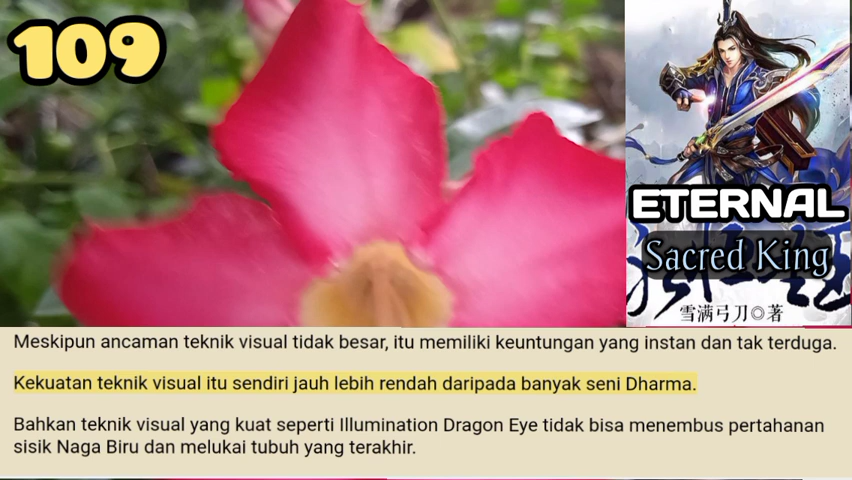 109
ETERNAL
Sacred King
雪满弓刀◎著
Meskipun ancaman teknik visual tidak besar, itu memiliki keuntungan yang instan dan tak terduga.
Kekuatan teknik visual itu sendiri jauh lebih rendah daripada banyak seni Dharma.
Bahkan teknik visual yang kuat seperti Illumination Dragon Eye tidak bisa menembus pertahanan
sisik Naga Biru dan melukai tubuh yang terakhir.